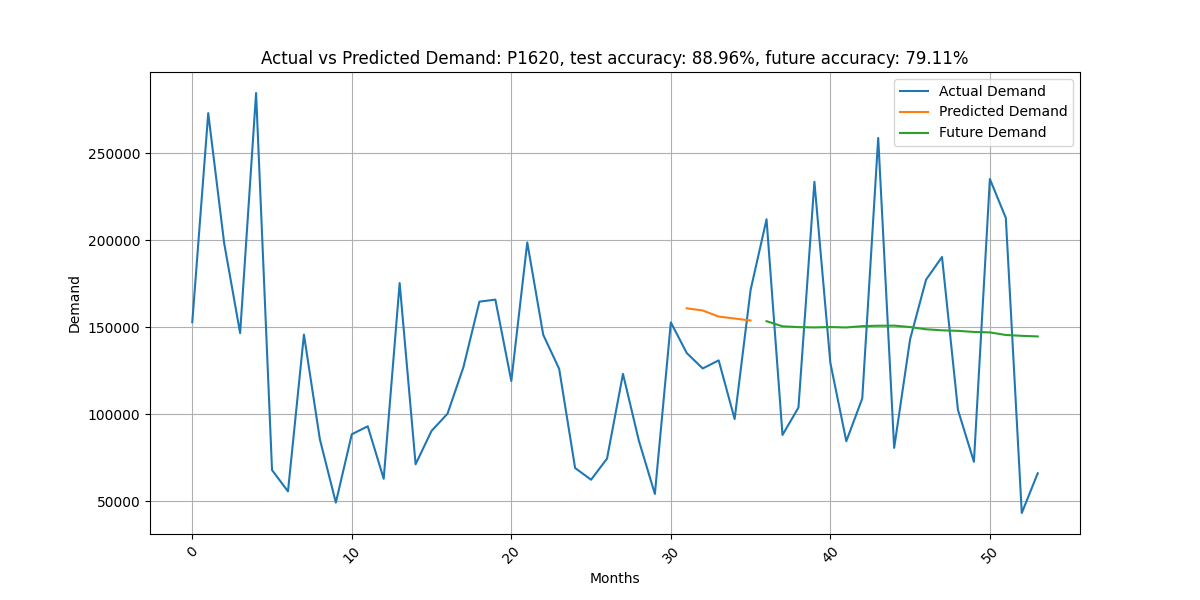 Actual vs Predicted Demand: P1620, test accuracy: 88.96%, future accuracy: 79.11%
Actual Demand
Predicted Demand
Future Demand
250000
200000
150000
100000
50000
Demand
0
10
20
30
40
50
Months